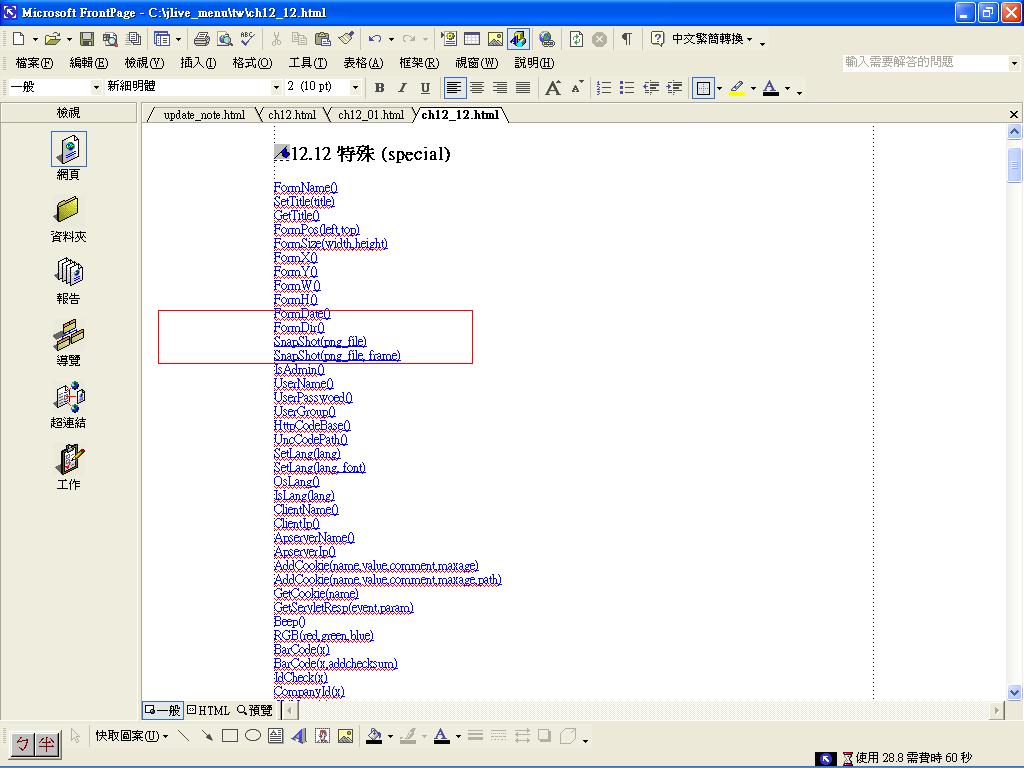 Microsoft FrontPage - C:\jlive_menu\tw\ch12_12.html
中文繁簡轉換
檔案(F) 編輯(E) 檢視(V) 插入(I) 格式(O) 工具(T) 表格(A) 框架(R) 視窗(W) 說明(H) 輸入需要解答的問題
一般 新細明體 2 (10 pt) B I U A A A
檢視 update_note.html ch12.html ch12_01.html ch12_12.html
網頁
資料夾
報告
導覽
超連結
工作
12.12 特殊 (special)
FormName()
SetTitle(title)
GetTitle()
FormPos(left,top)
FormSize(width,height)
FormX()
FormY()
FormW()
FormH()
FormDate()
FormDir()
SnapShot(png_file)
SnapShot(png_file, frame)
IsAdmin()
UserName()
UserPasswoed()
UserGroup()
HttpCodeBase()
UncCodePath()
SetLang(lang)
SetLang(lang, font)
OsLang()
IsLang(lang)
ClientName()
ClientIp()
ApserverName()
ApserverIp()
AddCookie(name,value,comment,maxage)
AddCookie(name,value,comment,maxage,path)
GetCookie(name)
GetServletResp(event,param)
Beep()
RGB(red,green,blue)
BarCode(x)
BarCode(x,addchecksum)
IdCheck(x)
CompanyId(x)
一般 HTML 預覽
ㄅ 半 快取圖案(U)
使用 28.8 需費時 60 秒